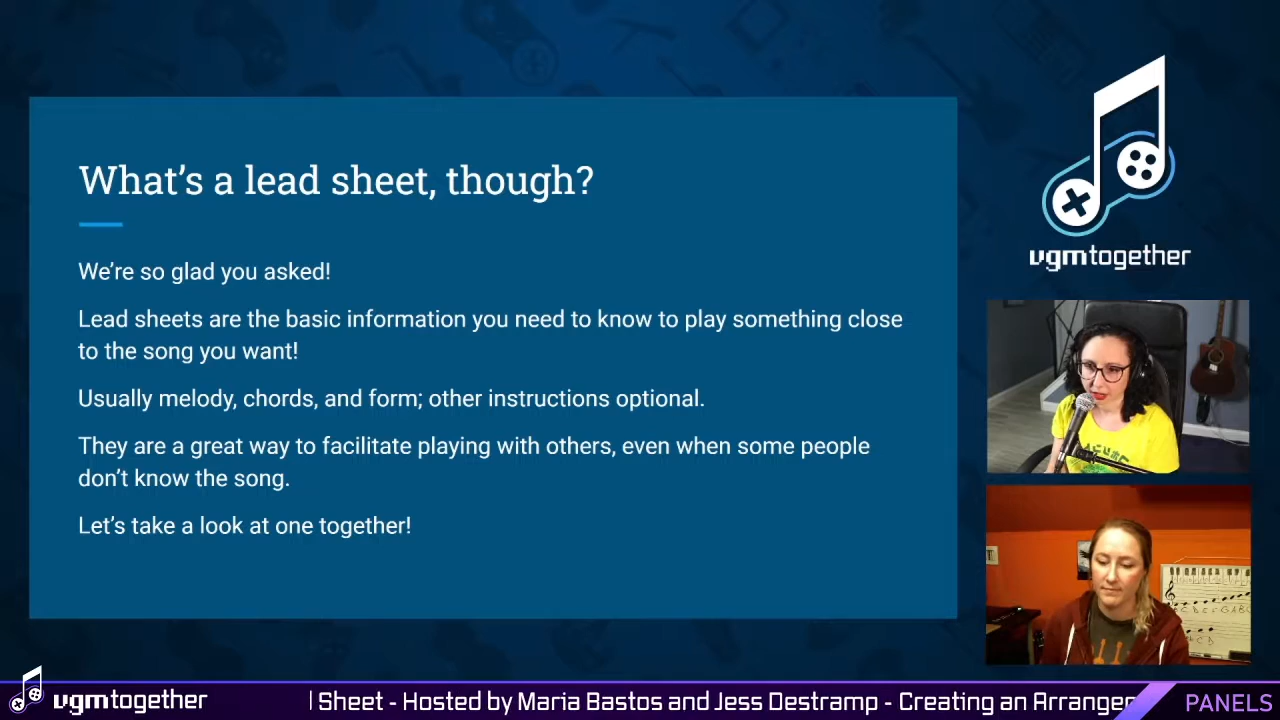 What's a lead sheet, though?
We're so glad you asked!
Lead sheets are the basic information you need to know to play something close
to the song you want!
Usually melody, chords, and form; other instructions optional.
They are a great way to facilitate playing with others, even when some people
don't know the song.
Let's take a look at one together!
vgmtogether
vgmtogether
Sheet - Hosted by Maria Bastos and Jess Destramp - Creating an Arranger
PANELS